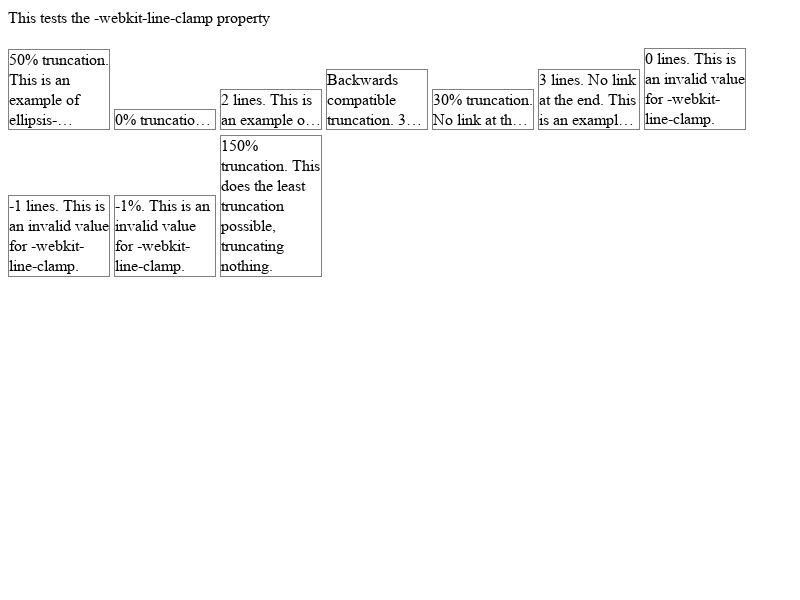 This tests the -webkit-line-clamp property
50% truncation.
This is an
example of
ellipsis-…
0% truncatio…
2 lines. This is
an example o…
Backwards
compatible
truncation. 3…
30% truncation.
No link at th…
3 lines. No link
at the end. This
is an exampl…
0 lines. This is
an invalid value
for -webkit-
line-clamp.
-1 lines. This is
an invalid value
for -webkit-
line-clamp.
-1%. This is an
invalid value
for -webkit-
line-clamp.
150%
truncation. This
does the least
truncation
possible,
truncating
nothing.